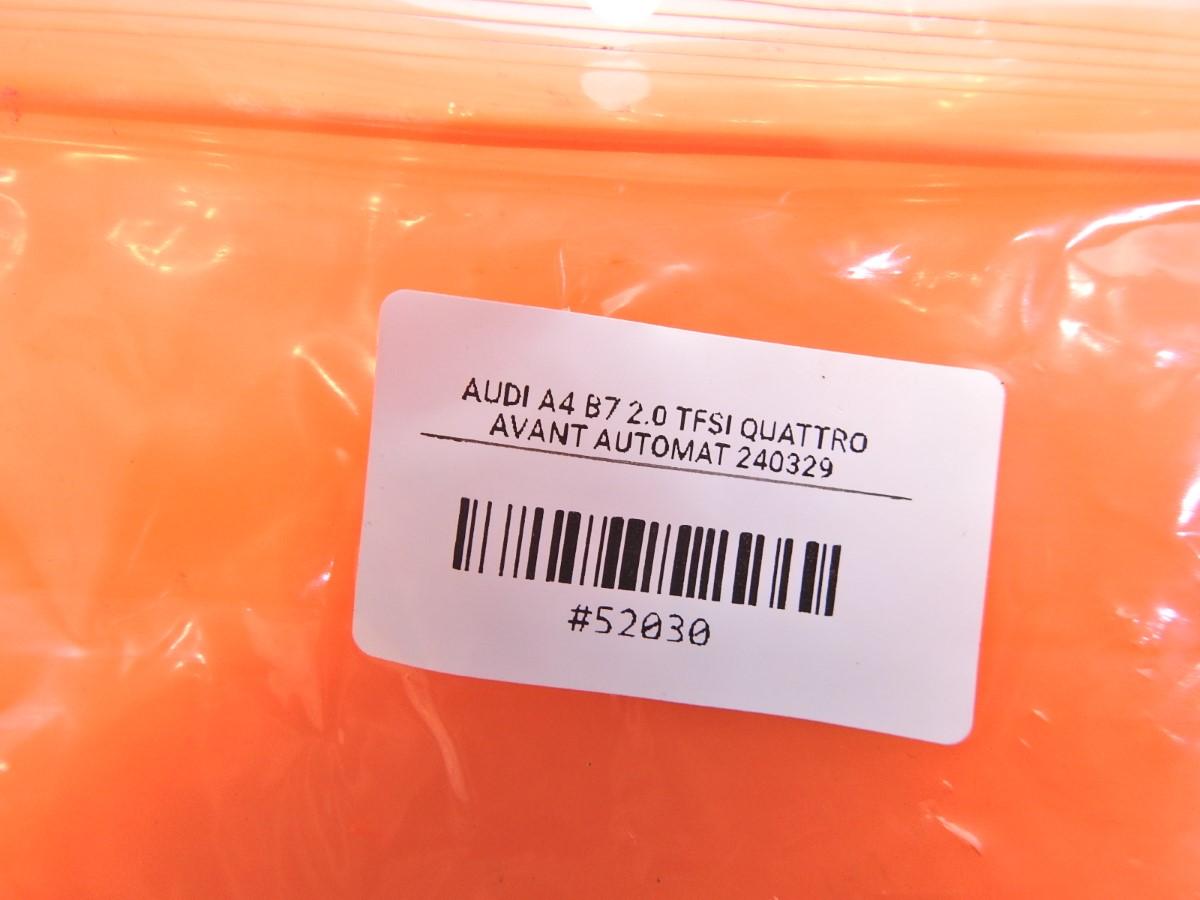 AUDI A4 B7 2.0 TFSI QUATTRO
AVANT AUTOMAT 240329
#52030